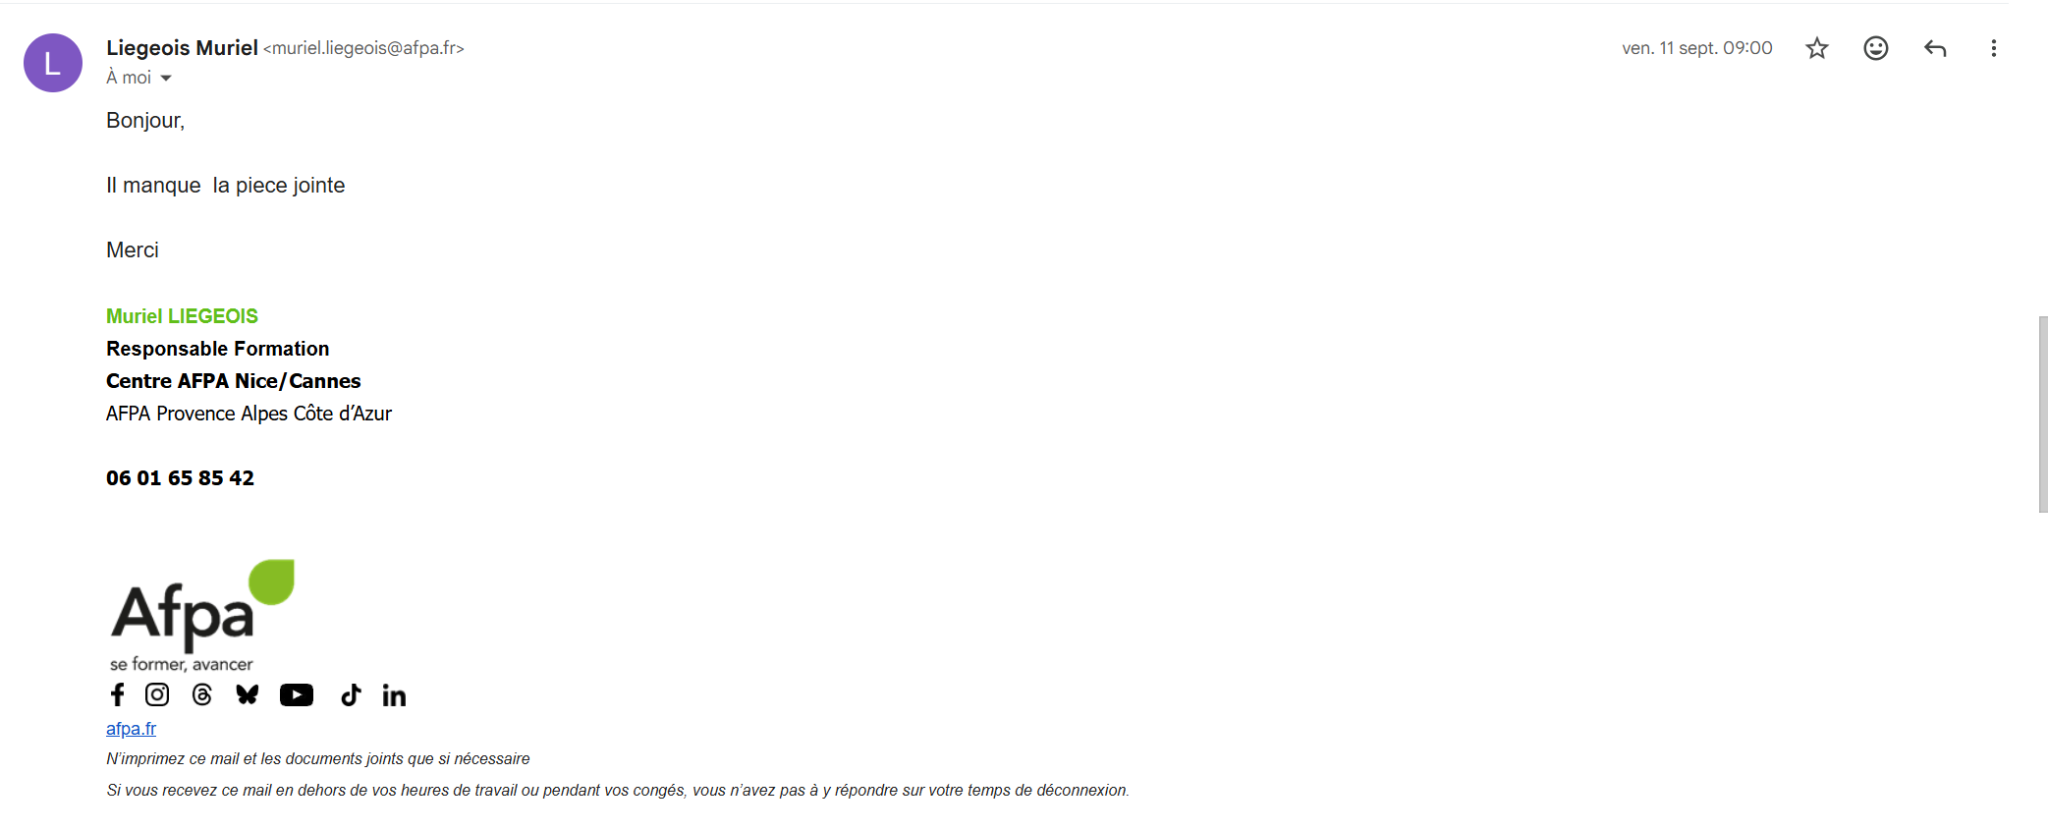 L
Liegeois Muriel <muriel.liegeois@afpa.fr>
ven. 11 sept. 09:00
À moi
Bonjour,
Il manque  la piece jointe
Merci
Muriel LIEGEOIS
Responsable Formation
Centre AFPA Nice/Cannes
AFPA Provence Alpes Côte d’Azur
06 01 65 85 42
Afpa
se former, avancer
afpa.fr
N’imprimez ce mail et les documents joints que si nécessaire
Si vous recevez ce mail en dehors de vos heures de travail ou pendant vos congés, vous n’avez pas à y répondre sur votre temps de déconnexion.